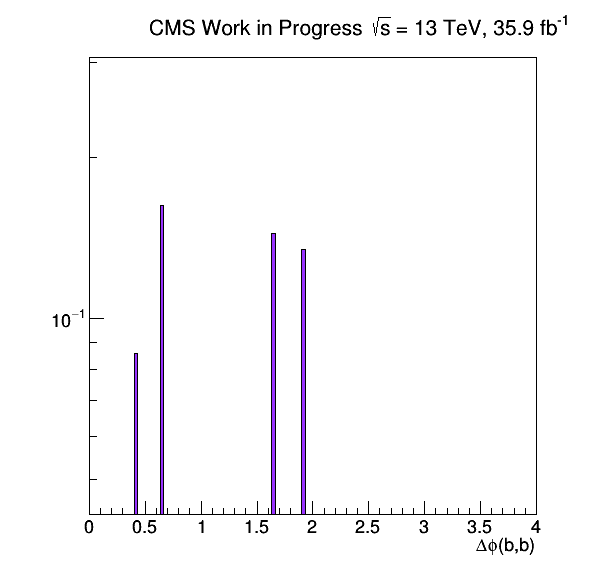 CMS Work in Progress √s = 13 TeV, 35.9 fb⁻¹
10⁻¹
0 0.5 1 1.5 2 2.5 3 3.5 4
Δϕ(b,b)